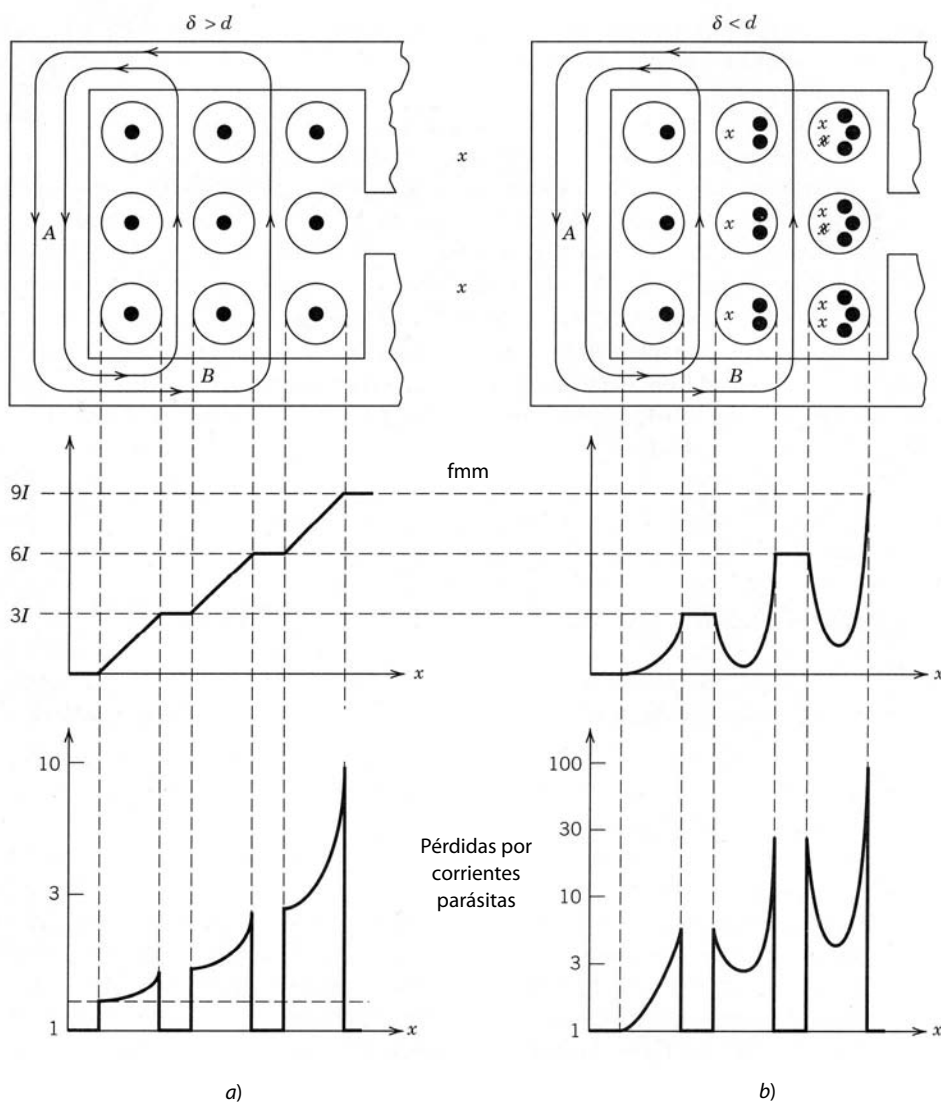 δ > d
δ < d
x x x x x
x x x
A
x
A
x x x x x
x
x x x
x x
B
B
fmm
9I
6I
3I
x
x
10
3
1
x
Pérdidas por
corrientes
parásitas
100
30
10
3
1
x
a)
b)